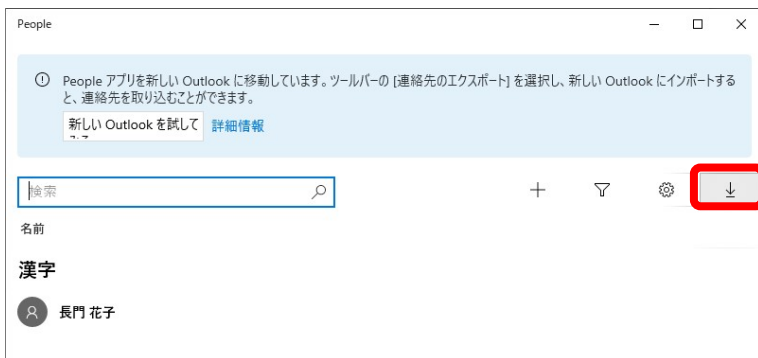 People
People アプリを新しい Outlook に移動しています。ツールバーの [連絡先のエクスポート] を選択し、新しい Outlook にインポートする
と、連絡先を取り込むことができます。
新しい Outlook を試して
詳細情報
検索
名前
漢字
長門 花子